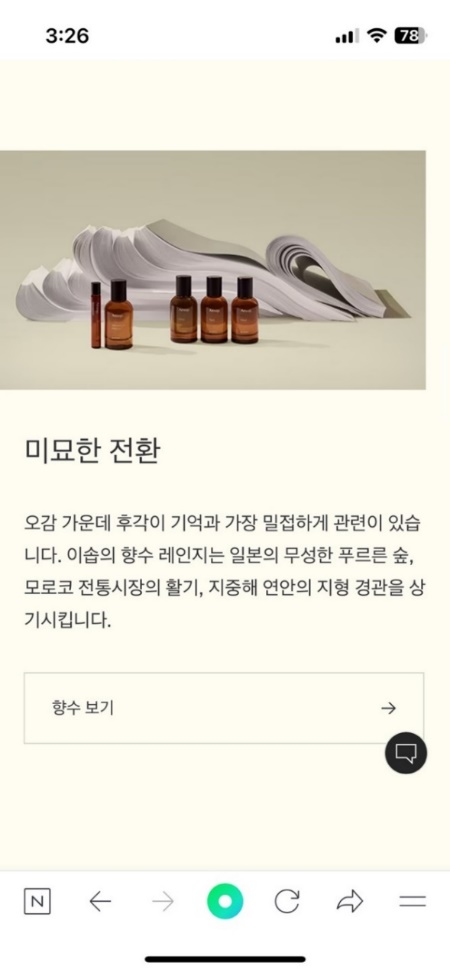 3:26
78
미묘한 전환
오감 가운데 후각이 기억과 가장 밀접하게 관련이 있습
니다. 이솝의 향수 레인지는 일본의 무성한 푸르른 숲,
모로코 전통시장의 활기, 지중해 연안의 지형 경관을 상
기시킵니다.
향수 보기
N